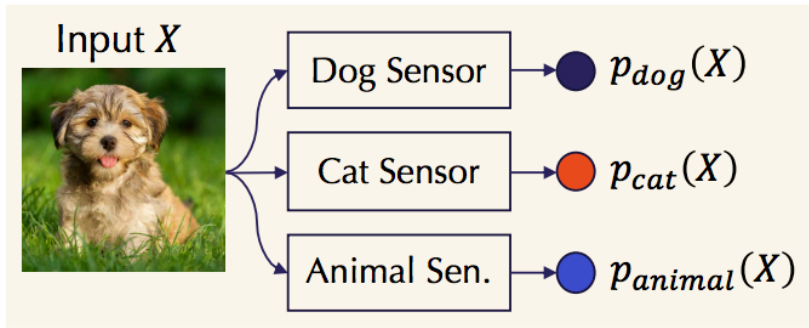 Input X
Dog Sensor
p_dog(X)
Cat Sensor
p_cat(X)
Animal Sen.
p_animal(X)